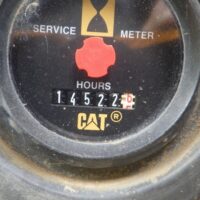 SERVICE METER
HOURS
14522
CAT ®